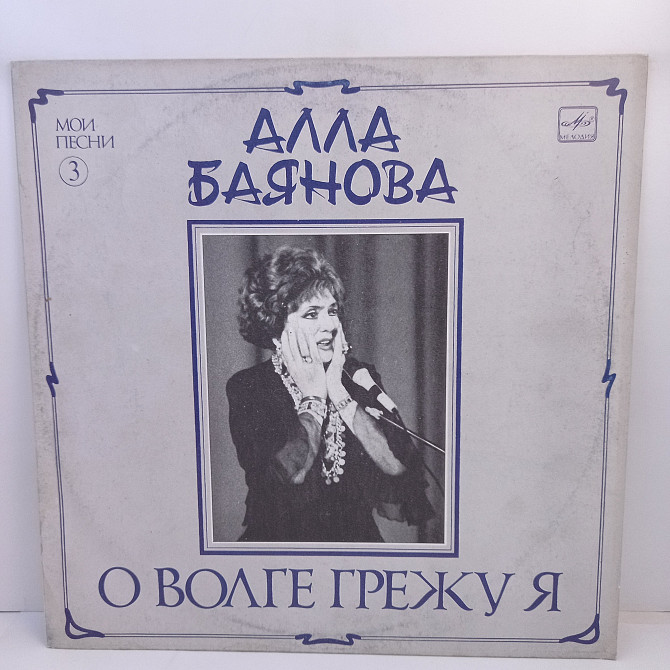 МОИ
ПЕСНИ
3
АЛЛА
БАЯНОВА
МЕЛОДИЯ
О ВОЛГЕ ГРЕЖУ Я